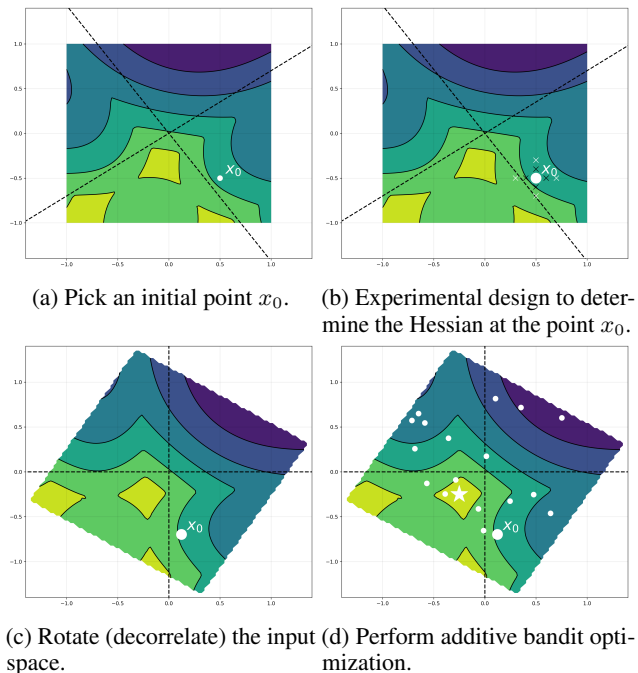 1.0
0.5
0.0
−0.5
−1.0
x₀
−1.0 −0.5 0.0 0.5 1.0
1.0
0.5
0.0
−0.5
−1.0
x₀
−1.0 −0.5 0.0 0.5 1.0
(a) Pick an initial point x₀.
(b) Experimental design to deter-
mine the Hessian at the point x₀.
1.0
0.5
0.0
−0.5
−1.0
x₀
−1.0 −0.5 0.0 0.5 1.0
1.0
0.5
0.0
−0.5
−1.0
x₀
−1.0 −0.5 0.0 0.5 1.0
(c) Rotate (decorrelate) the input
space.
(d) Perform additive bandit opti-
mization.